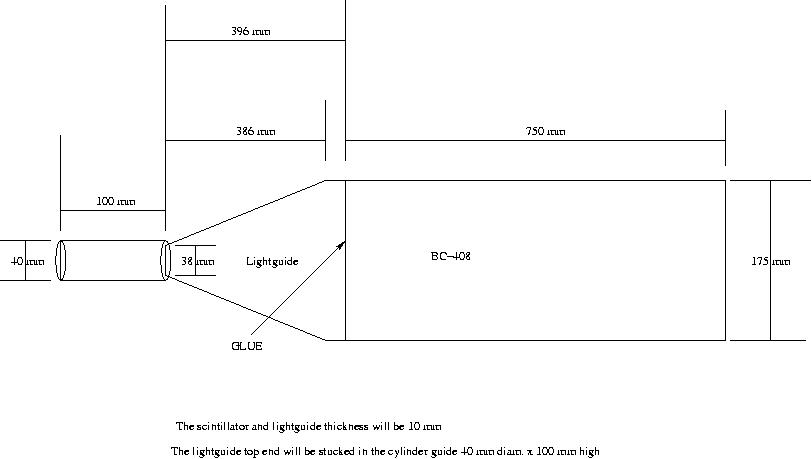 396 mm
386 mm
750 mm
100 mm
40 mm
38 mm
Lightguide
BC-408
175 mm
GLUE
The scintillator and lightguide thickness will be 10 mm
The lightguide top end will be stucked in the cylinder guide 40 mm diam. x 100 mm high